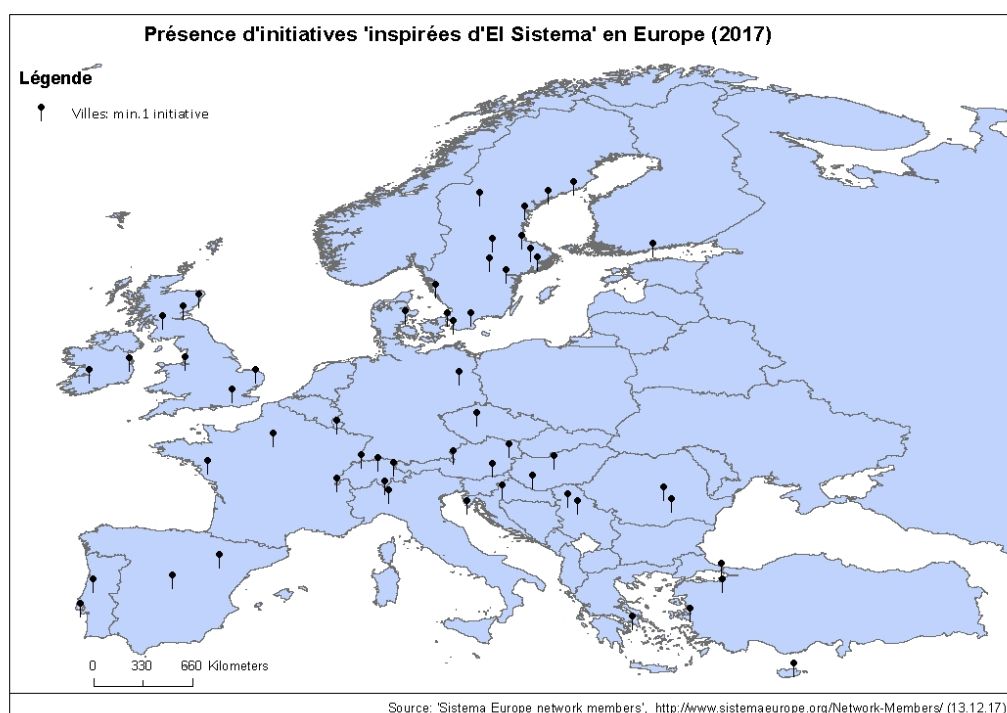 Présence d'initiatives 'inspirées d'El Sistema' en Europe (2017)
Légende
Villes: min.1 initiative
0 330 660 Kilometers
Source: 'Sistema Europe network members', http://www.sistemaeurope.org/Network-Members/ (13.12.17)